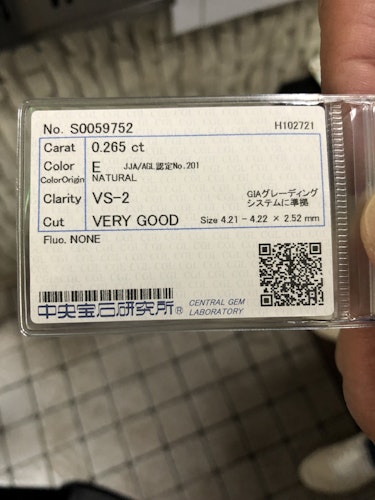 No. S0059752 H102721
Carat 0.265 ct
Color E JJA/AGL認定No.201
ColorOrigin NATURAL
Clarity VS-2 GIAグレーディング
システムに準拠
Cut VERY GOOD Size 4.21 - 4.22 × 2.52 mm
Fluo. NONE
中央宝石研究所® CENTRAL GEM
LABORATORY